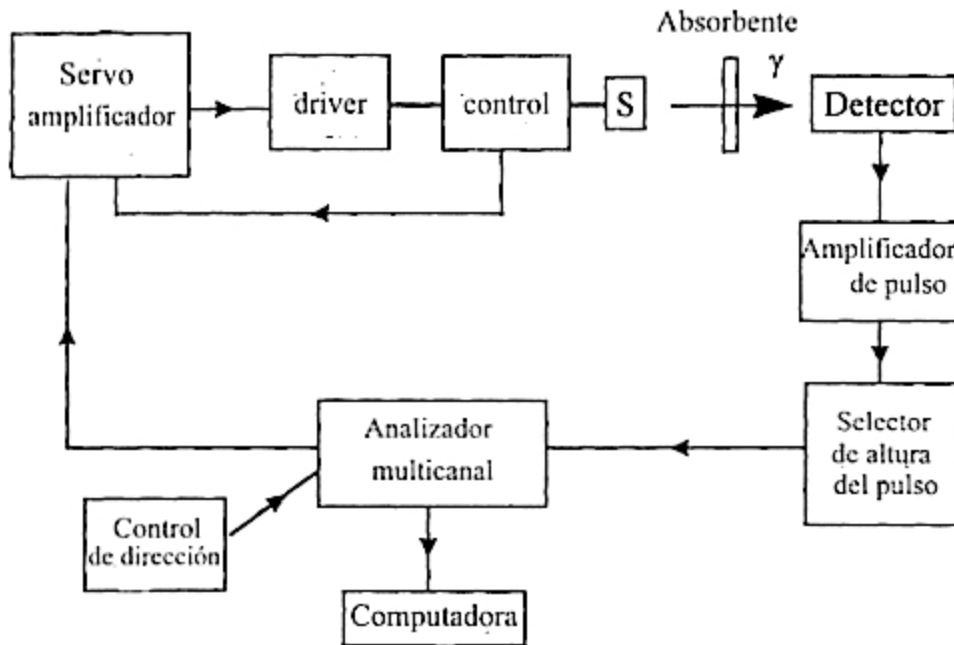 Absorbente
γ
Servo
amplificador
driver
control
S
Detector
Amplificador
de pulso
Selector
de altura
del pulso
Analizador
multicanal
Control
de dirección
Computadora